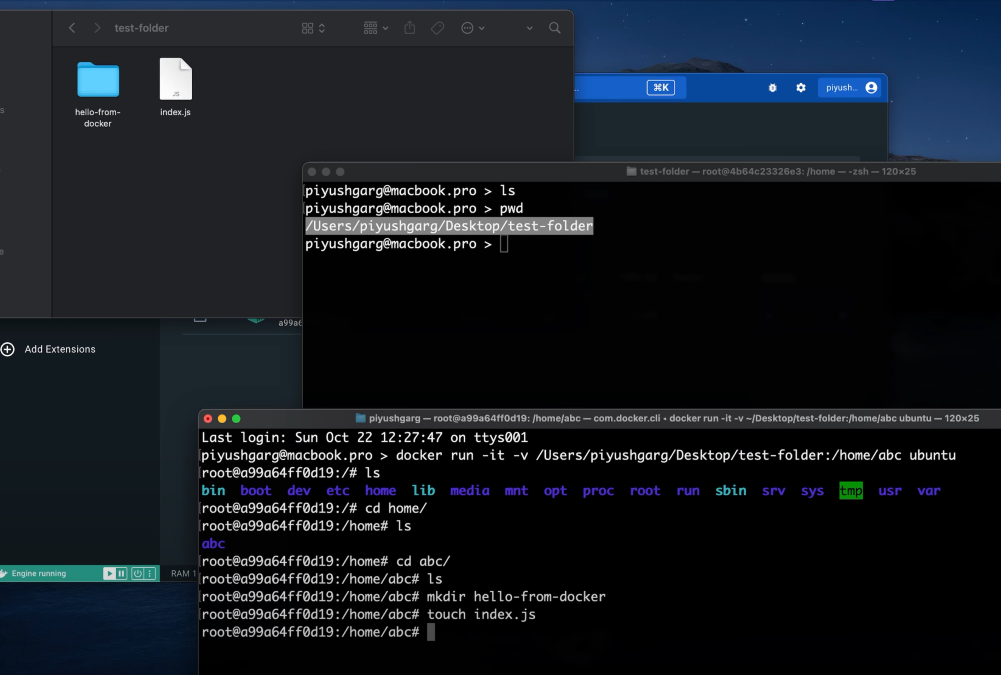 test-folder
hello-from-
docker
index.js
JS
⌘K
piyush..
test-folder — root@4b64c23326e3: /home — -zsh — 120×25
piyushgarg@macbook.pro > ls
piyushgarg@macbook.pro > pwd
/Users/piyushgarg/Desktop/test-folder
piyushgarg@macbook.pro >
a99a6
Add Extensions
piyushgarg — root@a99a64ff0d19: /home/abc — com.docker.cli • docker run -it -v ~/Desktop/test-folder:/home/abc ubuntu — 120×25
Last login: Sun Oct 22 12:27:47 on ttys001
piyushgarg@macbook.pro > docker run -it -v /Users/piyushgarg/Desktop/test-folder:/home/abc ubuntu
root@a99a64ff0d19:/# ls
bin boot dev etc home lib media mnt opt proc root run sbin srv sys tmp usr var
root@a99a64ff0d19:/# cd home/
root@a99a64ff0d19:/home# ls
abc
root@a99a64ff0d19:/home# cd abc/
root@a99a64ff0d19:/home/abc# ls
root@a99a64ff0d19:/home/abc# mkdir hello-from-docker
root@a99a64ff0d19:/home/abc# touch index.js
root@a99a64ff0d19:/home/abc#
Engine running
RAM 1